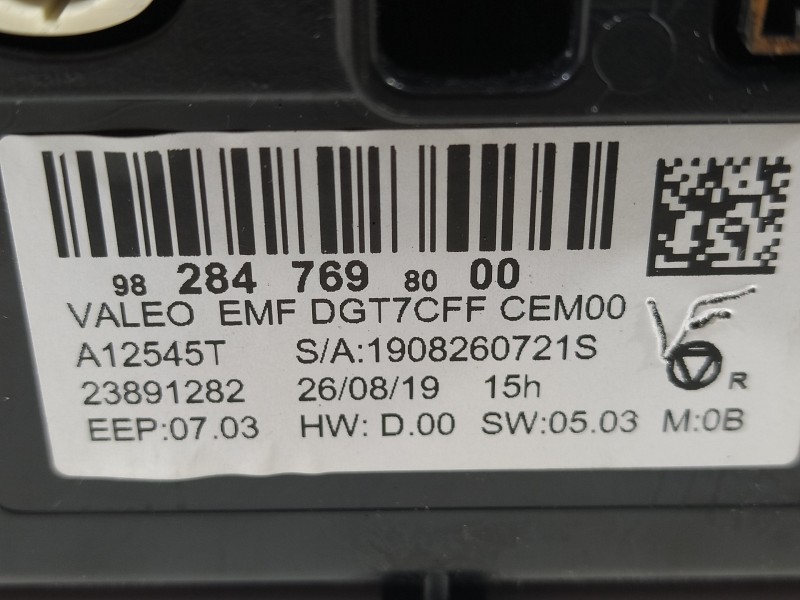 98 284 769 80 00
VALEO EMF DGT7CFF CEM00
A12545T S/A:1908260721S
23891282 26/08/19 15h
R
EEP:07.03 HW: D.00 SW:05.03 M:0B